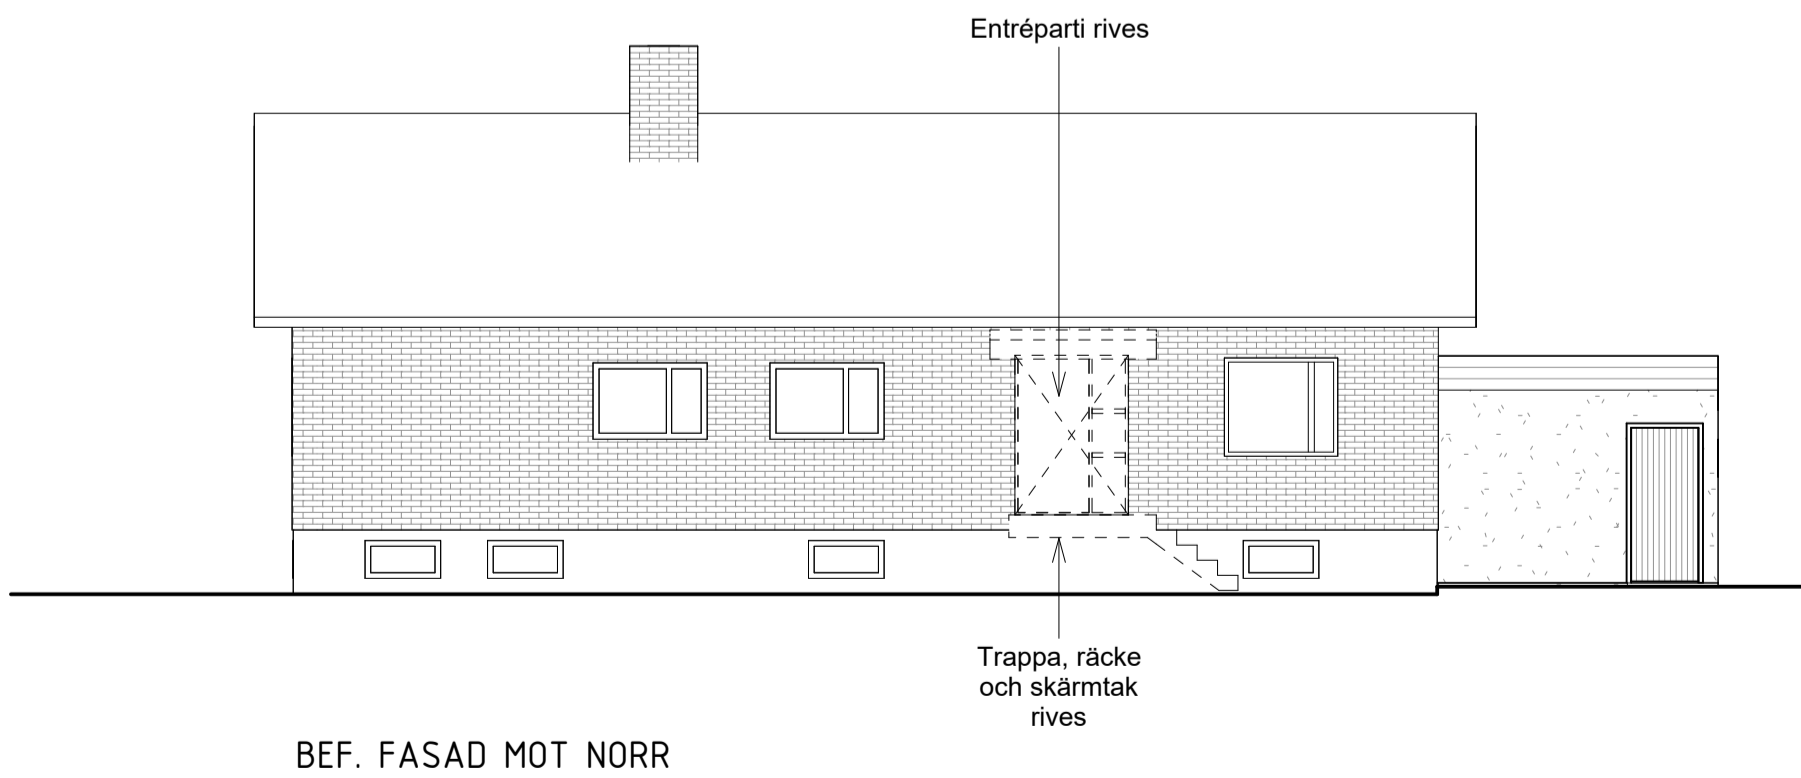 Entréparti rives
Trappa, räcke
och skärmtak
rives
BEF. FASAD MOT NORR